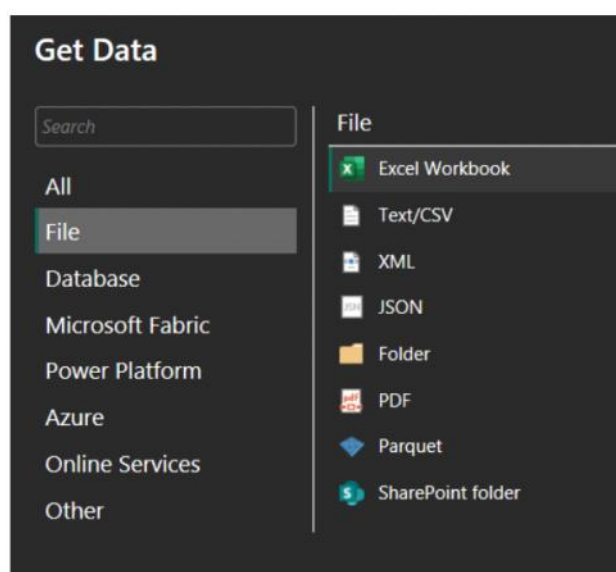 Get Data
Search
All
File
Database
Microsoft Fabric
Power Platform
Azure
Online Services
Other
File
Excel Workbook
Text/CSV
XML
JSON
Folder
PDF
Parquet
SharePoint folder